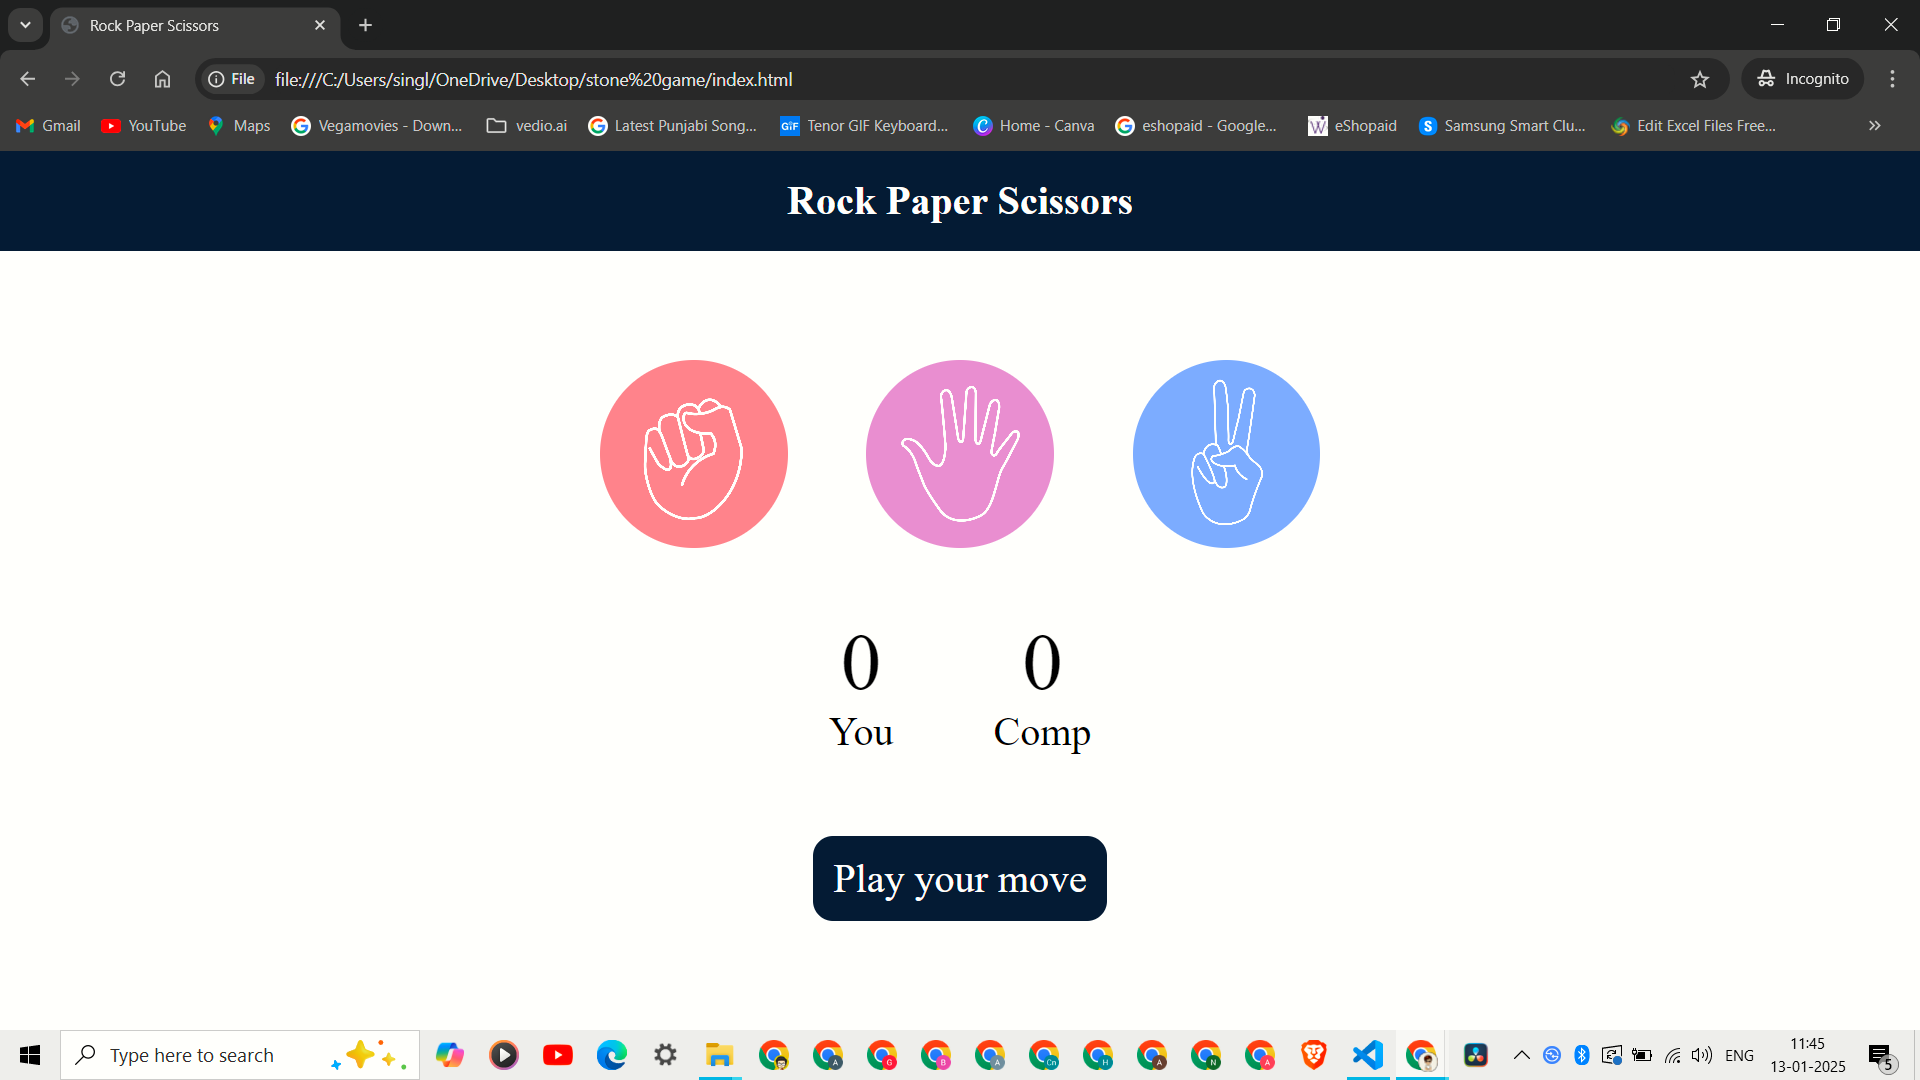 Rock Paper Scissors
File file:///C:/Users/singl/OneDrive/Desktop/stone%20game/index.html Incognito
Gmail YouTube Maps Vegamovies - Down... vedio.ai Latest Punjabi Song... GIF Tenor GIF Keyboard... Home - Canva eshopaid - Google... eShopaid Samsung Smart Clu... Edit Excel Files Free...
Rock Paper Scissors
0 0
You Comp
Play your move
Type here to search
ENG
11:45
13-01-2025
5